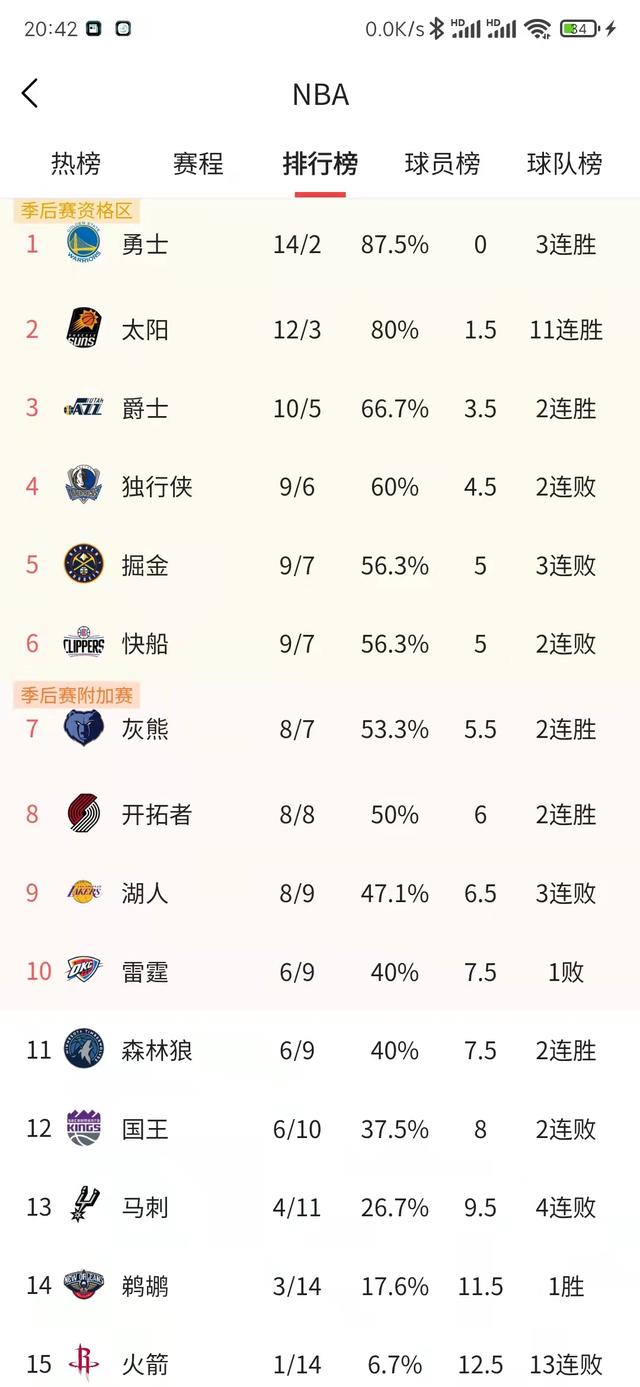 20:42 0.0K/s HD HD 34
NBA
热榜 赛程 排行榜 球员榜 球队榜
季后赛资格区
1 勇士 14/2 87.5% 0 3连胜
2 太阳 12/3 80% 1.5 11连胜
3 爵士 10/5 66.7% 3.5 2连胜
4 独行侠 9/6 60% 4.5 2连败
5 掘金 9/7 56.3% 5 3连败
6 CLIPPERS 快船 9/7 56.3% 5 2连败
季后赛附加赛
7 灰熊 8/7 53.3% 5.5 2连胜
8 开拓者 8/8 50% 6 2连胜
9 LAKERS 湖人 8/9 47.1% 6.5 3连败
10 OKC 雷霆 6/9 40% 7.5 1败
11 森林狼 6/9 40% 7.5 2连胜
12 KINGS 国王 6/10 37.5% 8 2连败
13 马刺 4/11 26.7% 9.5 4连败
14 NEW ORLEANS 鹈鹕 3/14 17.6% 11.5 1胜
15 R 火箭 1/14 6.7% 12.5 13连败